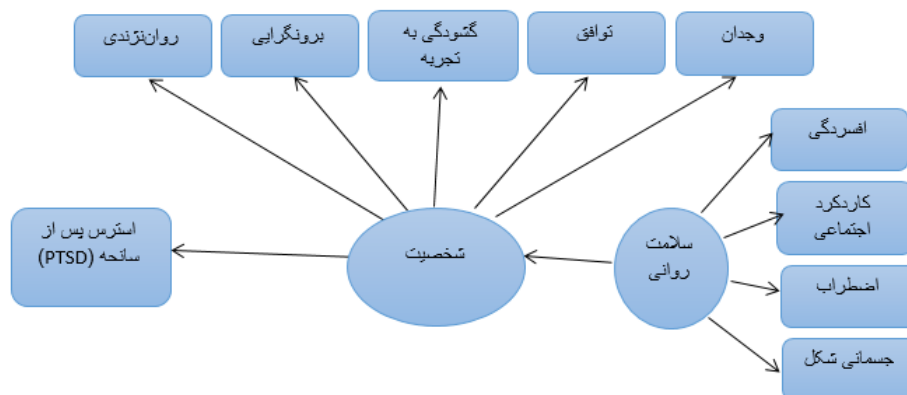 وجدان
توافق
گشودگی به
تجربه
برونگرایی
روان‌نژندی
افسردگی
کاردکرد
اجتماعی
اضطراب
جسمانی شکل
سلامت
روانی
شخصیت
استرس پس از
سانحه (PTSD)